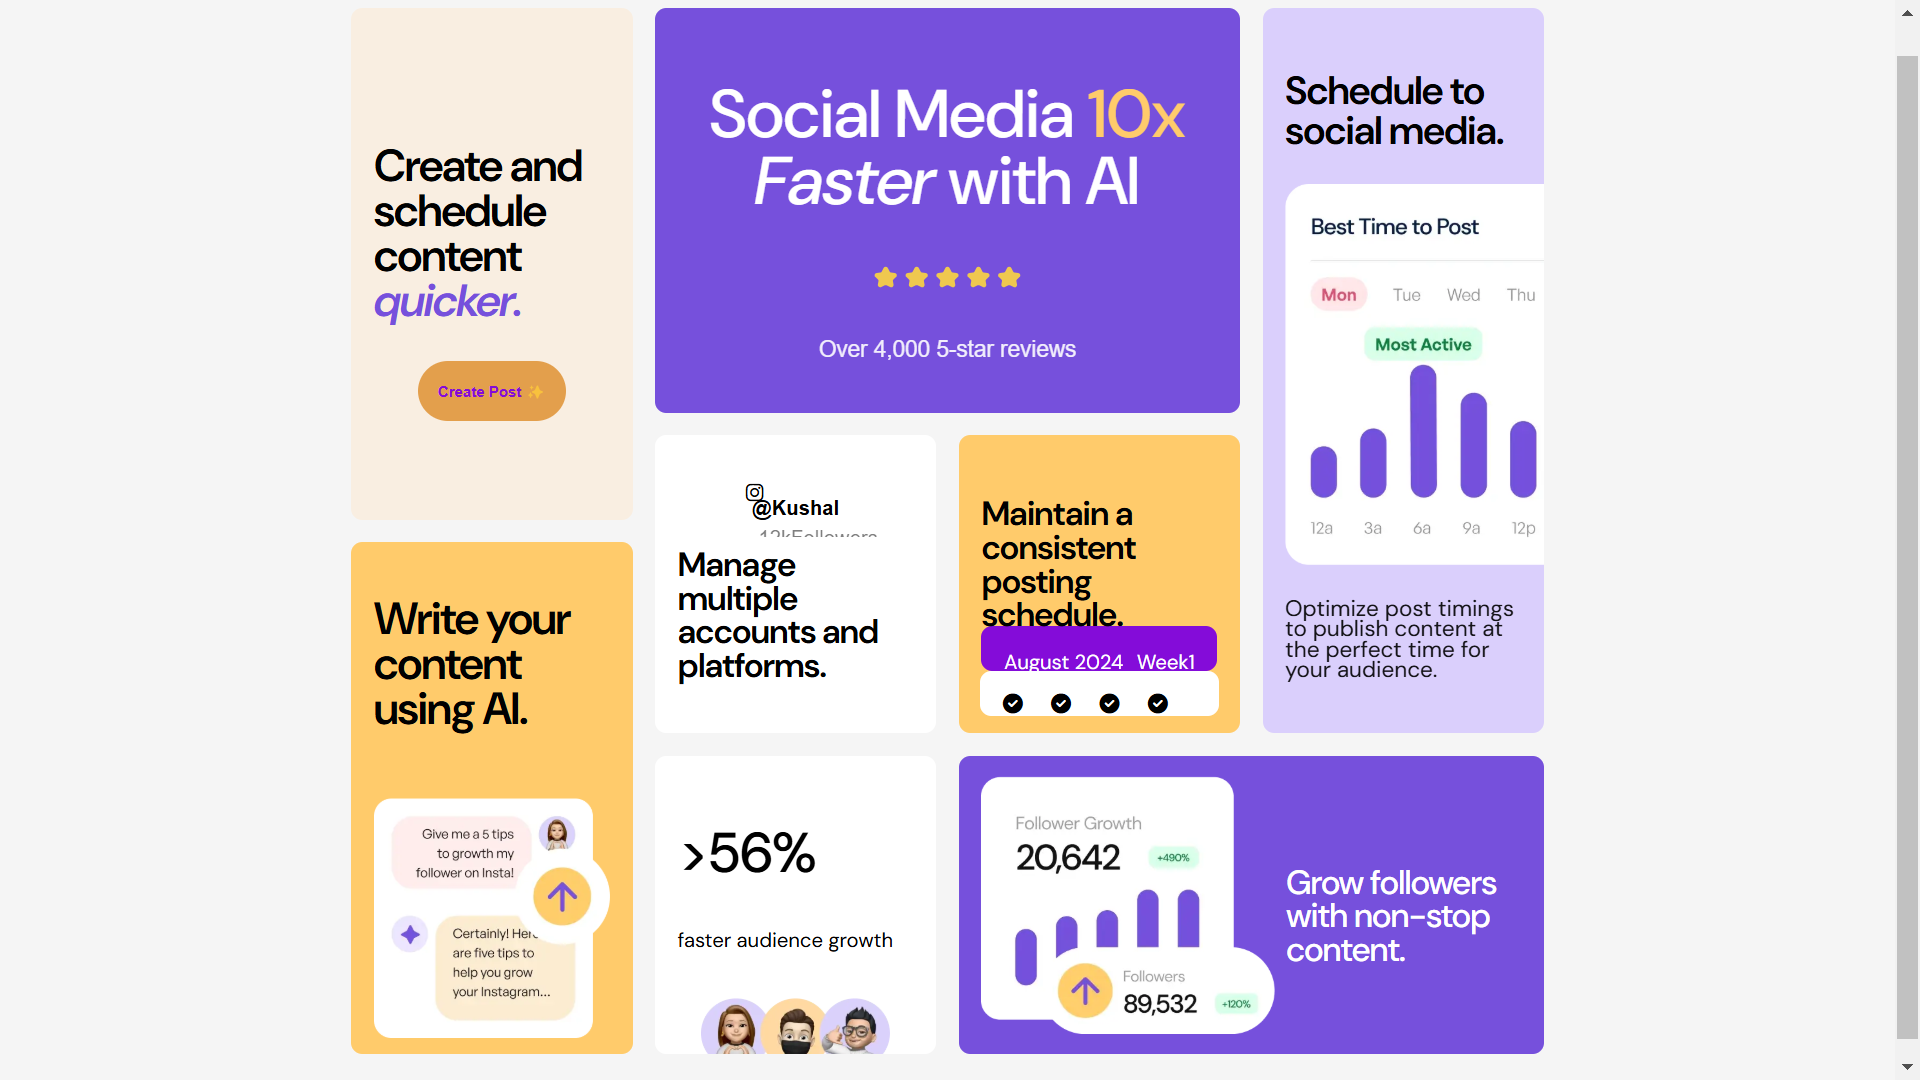 Create and
schedule
content
quicker.
Create Post ✨
Social Media 10x
Faster with AI
Over 4,000 5-star reviews
Schedule to
social media.
Best Time to Post
Mon Tue Wed Thu
Most Active
12a 3a 6a 9a 12p
Optimize post timings
to publish content at
the perfect time for
your audience.
@Kushal
12kFollowers
Manage
multiple
accounts and
platforms.
Maintain a
consistent
posting
schedule.
August 2024 Week1
Write your
content
using AI.
Give me a 5 tips
to growth my
follower on Insta!
Certainly! Here
are five tips to
help you grow
your Instagram...
>56%
faster audience growth
Follower Growth
20,642 +490%
Followers
89,532 +120%
Grow followers
with non-stop
content.